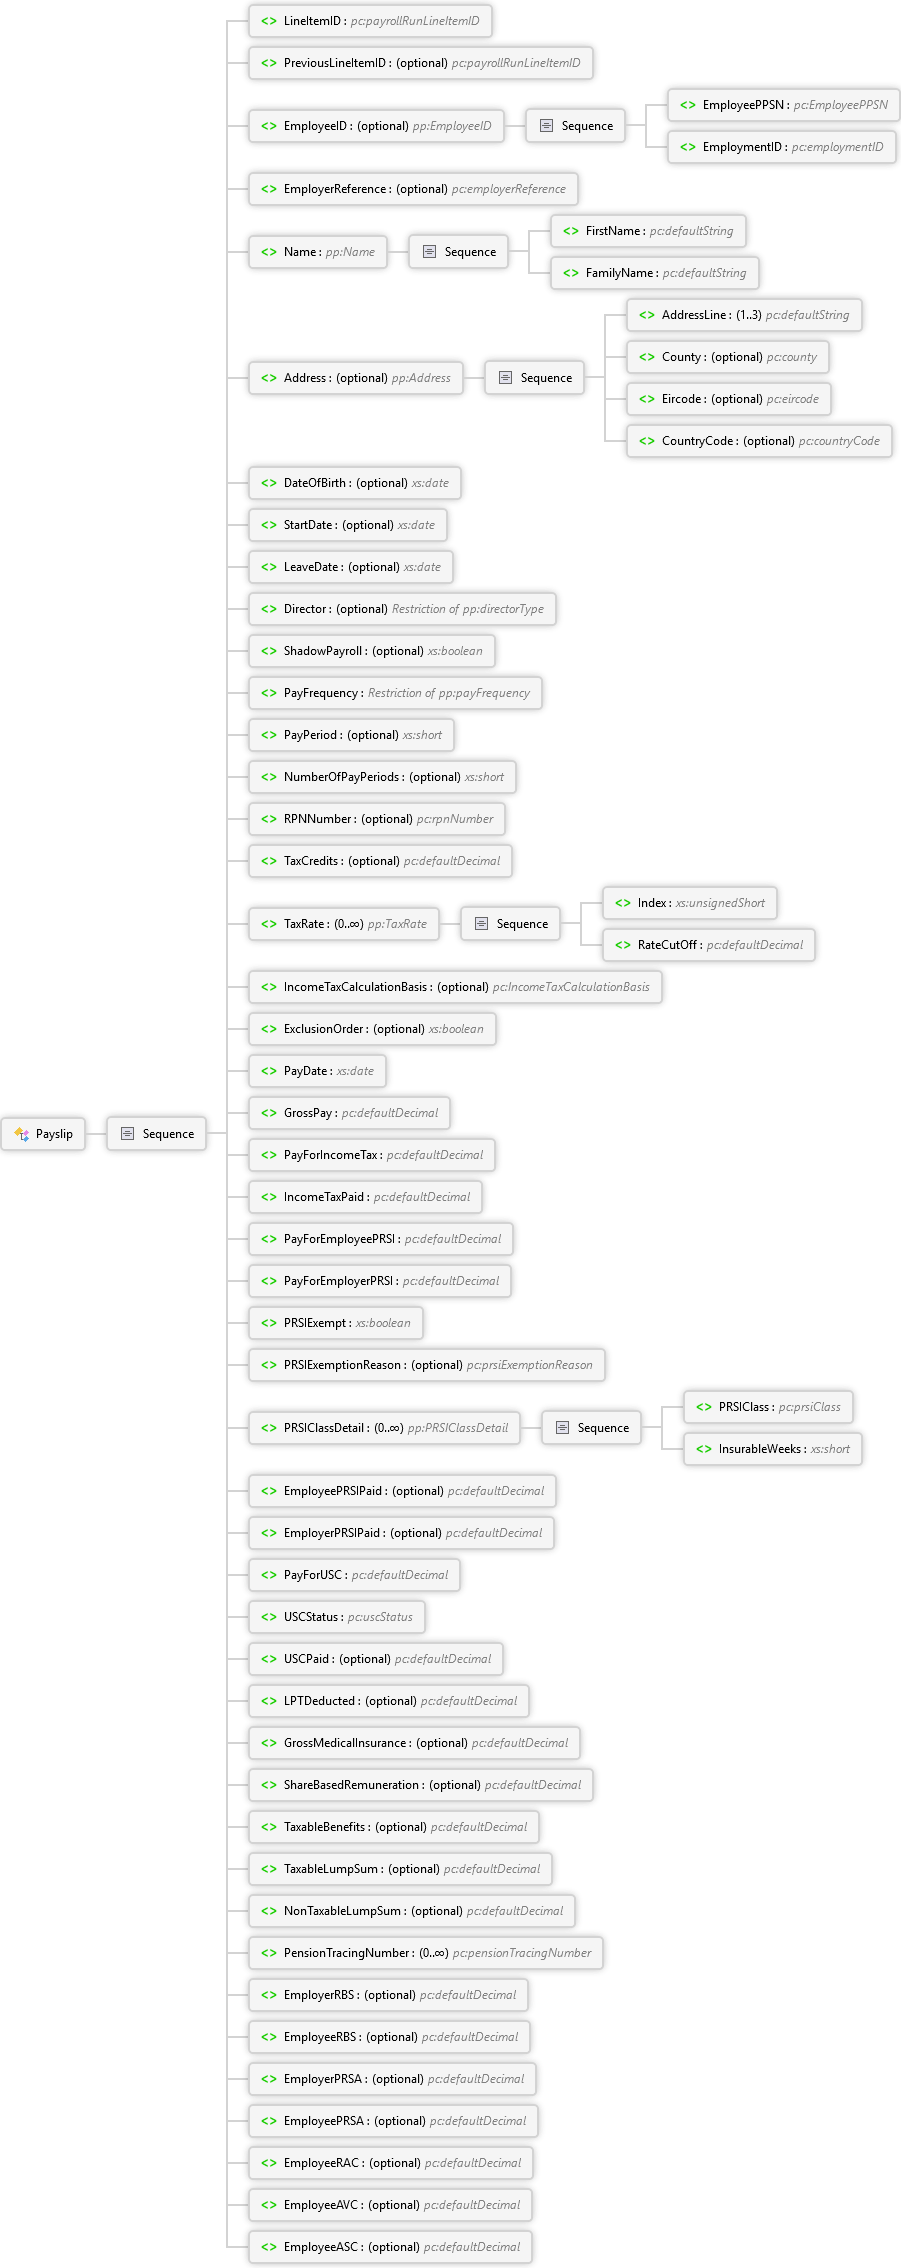 LineItemID : pc:payrollRunLineItemID
PreviousLineItemID : (optional) pc:payrollRunLineItemID
EmployeePPSN : pc:EmployeePPSN
EmployeeID : (optional) pp:EmployeeID Sequence
EmploymentID : pc:employmentID
EmployerReference : (optional) pc:employerReference
FirstName : pc:defaultString
Name : pp:Name Sequence
FamilyName : pc:defaultString
AddressLine : (1..3) pc:defaultString
County : (optional) pc:county
Address : (optional) pp:Address Sequence
Eircode : (optional) pc:eircode
CountryCode : (optional) pc:countryCode
DateOfBirth : (optional) xs:date
StartDate : (optional) xs:date
LeaveDate : (optional) xs:date
Director : (optional) Restriction of pp:directorType
ShadowPayroll : (optional) xs:boolean
PayFrequency : Restriction of pp:payFrequency
PayPeriod : (optional) xs:short
NumberOfPayPeriods : (optional) xs:short
RPNNumber : (optional) pc:rpnNumber
TaxCredits : (optional) pc:defaultDecimal
Index : xs:unsignedShort
TaxRate : (0..∞) pp:TaxRate Sequence
RateCutOff : pc:defaultDecimal
IncomeTaxCalculationBasis : (optional) pc:IncomeTaxCalculationBasis
ExclusionOrder : (optional) xs:boolean
PayDate : xs:date
GrossPay : pc:defaultDecimal
Payslip Sequence
PayForIncomeTax : pc:defaultDecimal
IncomeTaxPaid : pc:defaultDecimal
PayForEmployeePRSI : pc:defaultDecimal
PayForEmployerPRSI : pc:defaultDecimal
PRSIExempt : xs:boolean
PRSIExemptionReason : (optional) pc:prsiExemptionReason
PRSIClass : pc:prsiClass
PRSIClassDetail : (0..∞) pp:PRSIClassDetail Sequence
InsurableWeeks : xs:short
EmployeePRSIPaid : (optional) pc:defaultDecimal
EmployerPRSIPaid : (optional) pc:defaultDecimal
PayForUSC : pc:defaultDecimal
USCStatus : pc:uscStatus
USCPaid : (optional) pc:defaultDecimal
LPTDeducted : (optional) pc:defaultDecimal
GrossMedicalInsurance : (optional) pc:defaultDecimal
ShareBasedRemuneration : (optional) pc:defaultDecimal
TaxableBenefits : (optional) pc:defaultDecimal
TaxableLumpSum : (optional) pc:defaultDecimal
NonTaxableLumpSum : (optional) pc:defaultDecimal
PensionTracingNumber : (0..∞) pc:pensionTracingNumber
EmployerRBS : (optional) pc:defaultDecimal
EmployeeRBS : (optional) pc:defaultDecimal
EmployerPRSA : (optional) pc:defaultDecimal
EmployeePRSA : (optional) pc:defaultDecimal
EmployeeRAC : (optional) pc:defaultDecimal
EmployeeAVC : (optional) pc:defaultDecimal
EmployeeASC : (optional) pc:defaultDecimal